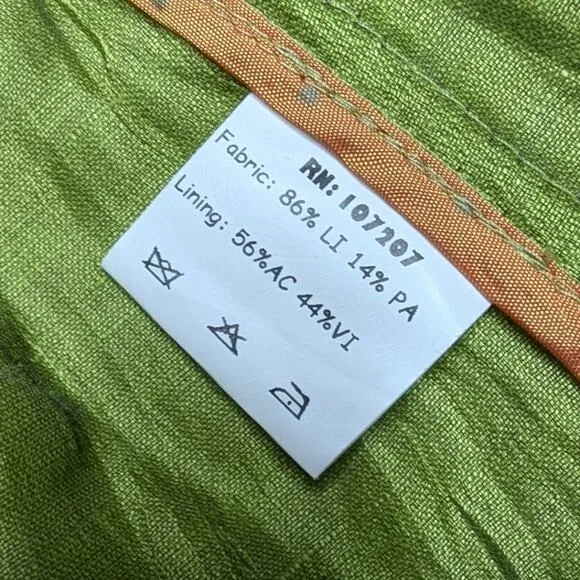 RN: 107207
Fabric: 86% LI 14% PA
Lining: 56%AC 44%VI